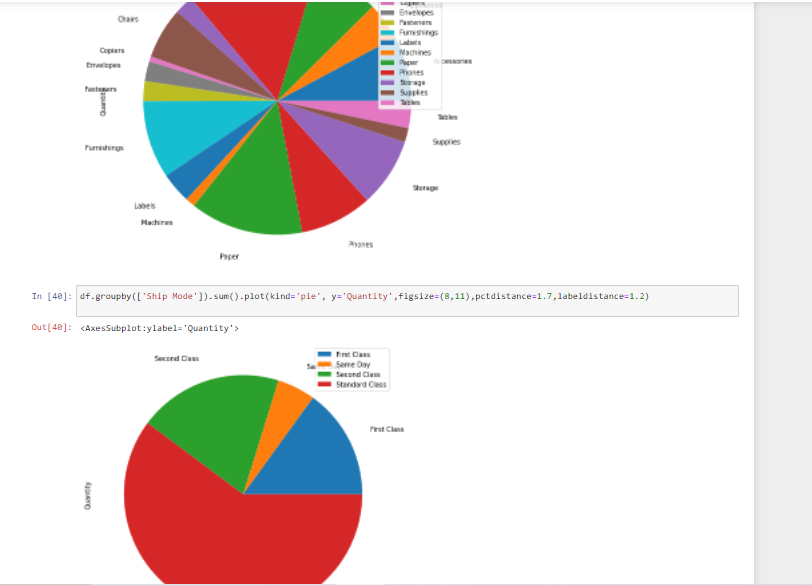 Copiers
Chairs
Envelopes
Fasteners
Furnishings
Labels
Copiers
Machines
Envelopes
Paper
Accessories
Phones
Storage
Fasteners
Supplies
Quantity
Tables
Tables
Supplies
Furnishings
Storage
Labels
Machines
Phones
Paper
In [40]: df.groupby(['Ship Mode']).sum().plot(kind='pie', y='Quantity',figsize=(8,11),pctdistance=1.7,labeldistance=1.2)
Out[40]: <AxesSubplot:ylabel='Quantity'>
Second Class
First Class
Same Day
Second Class
Standard Class
First Class
Quantity